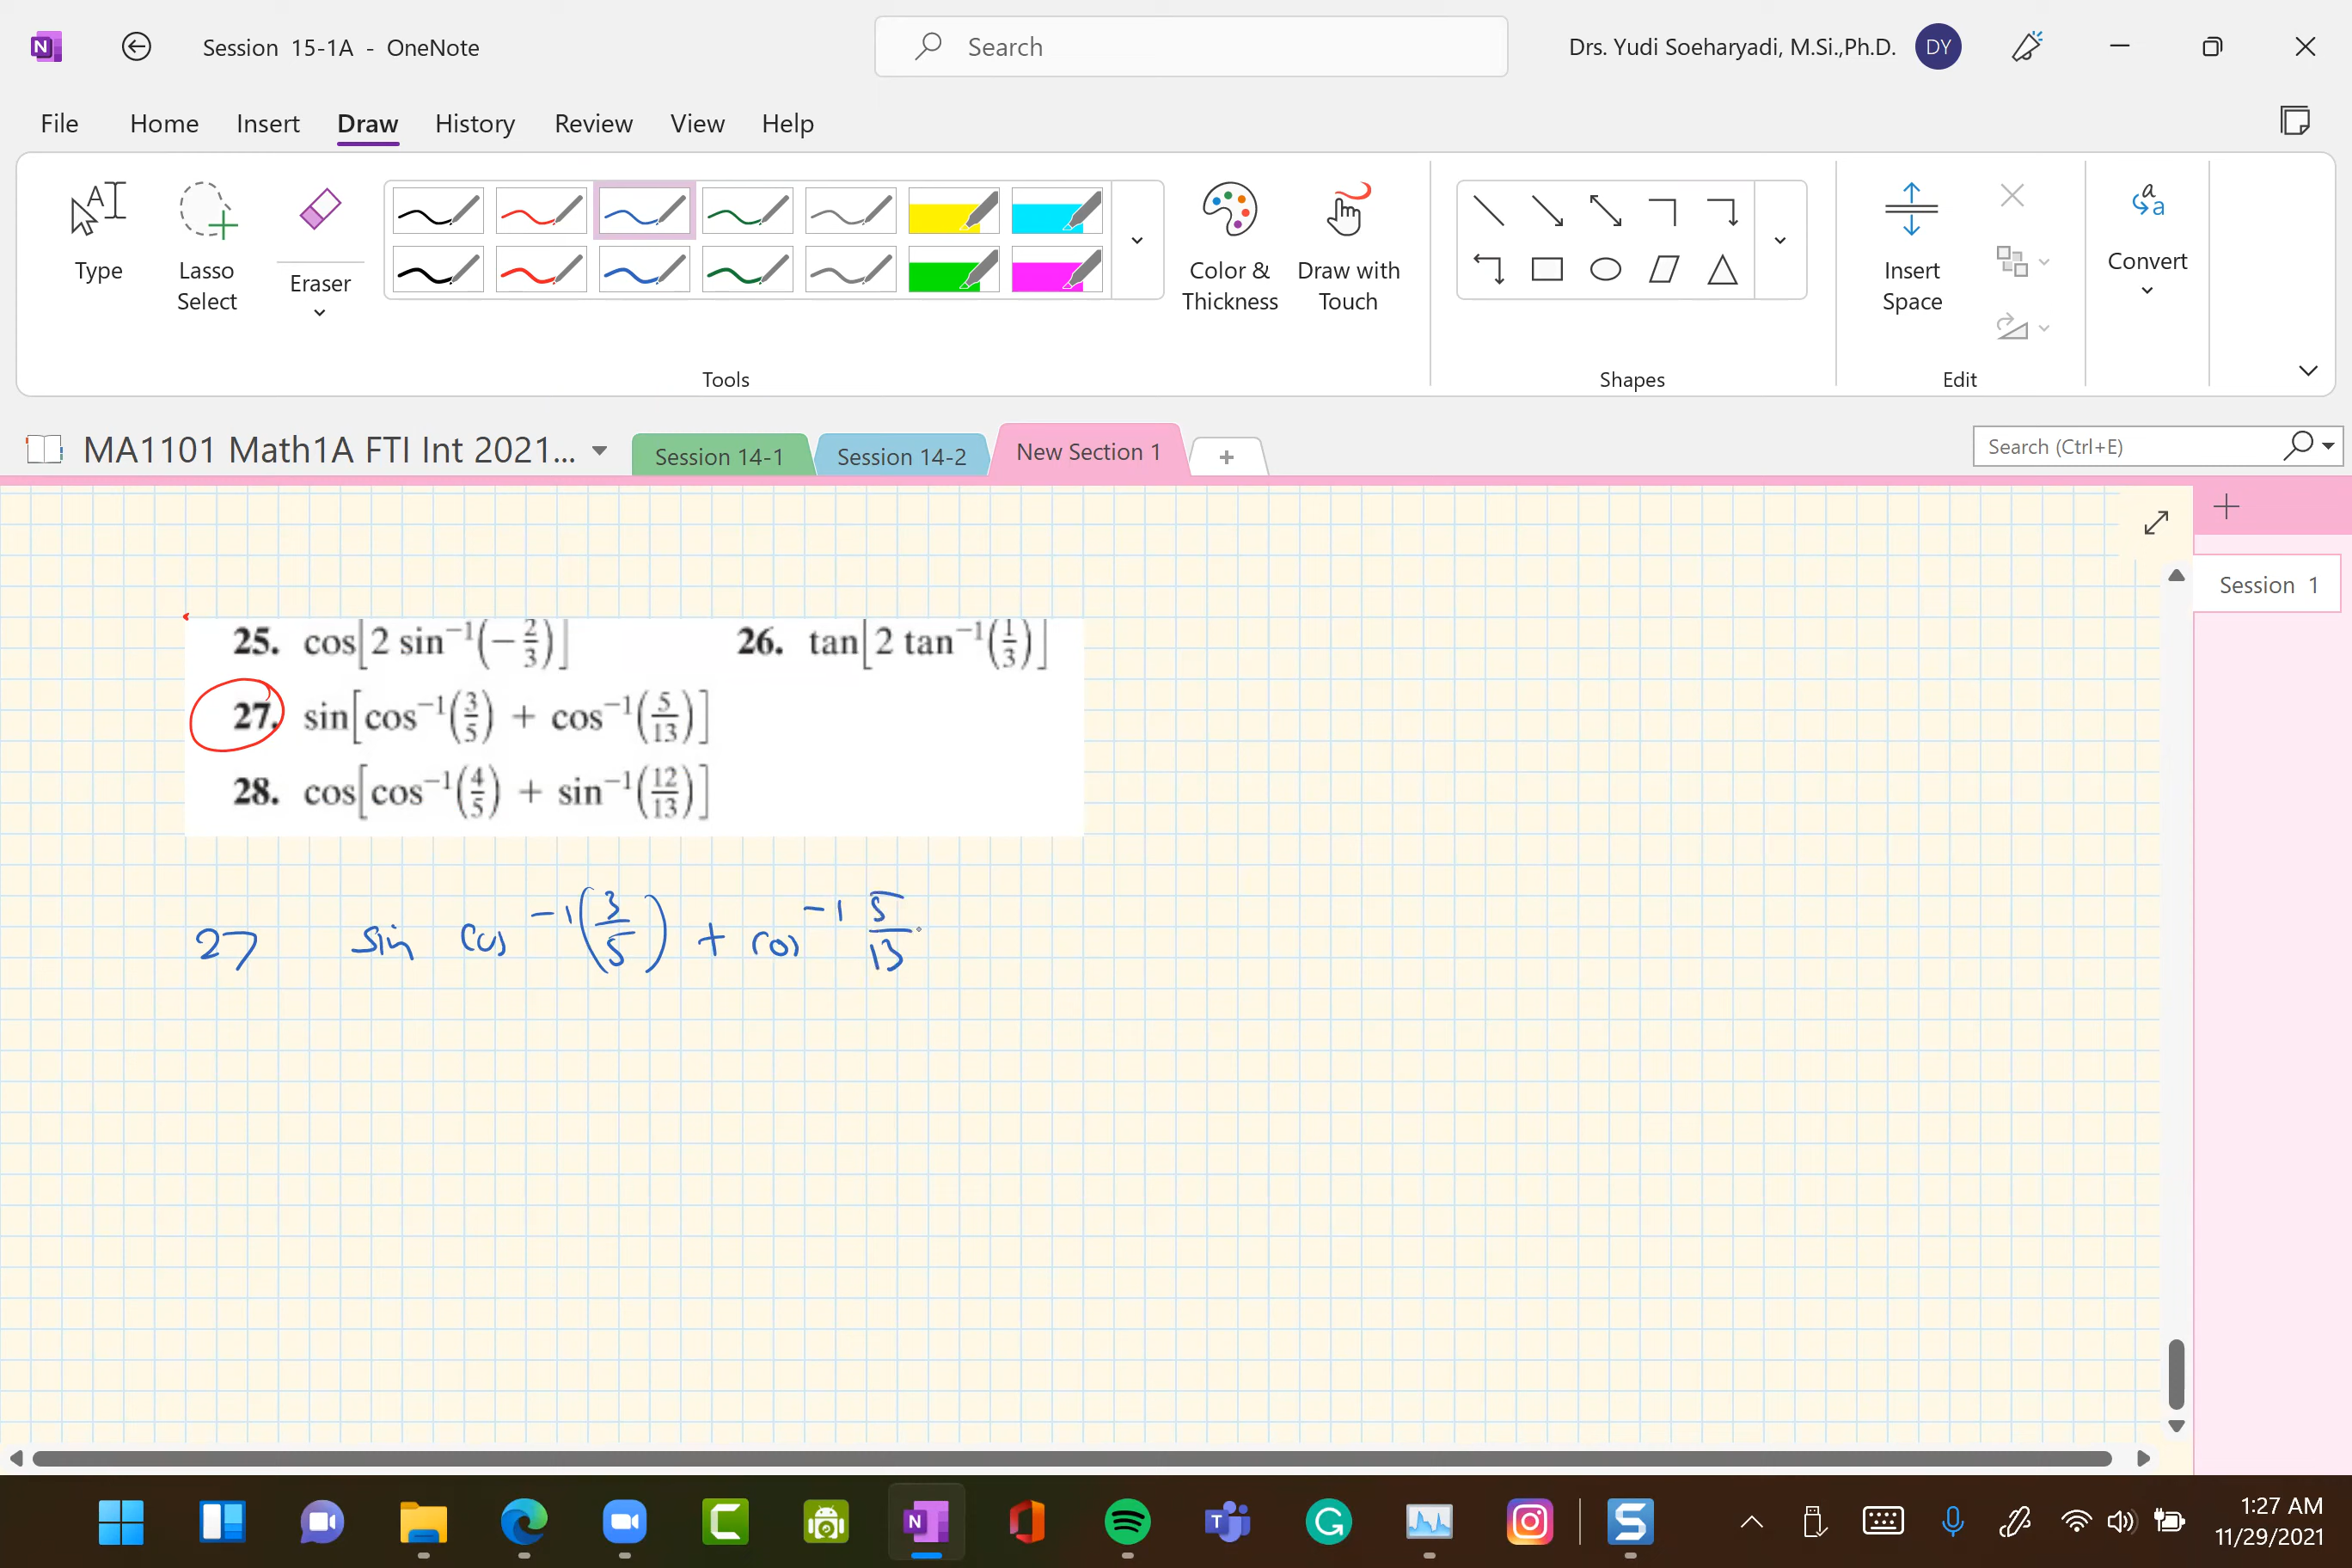 Session 15-1A - OneNote
Search
Drs. Yudi Soeharyadi, M.Si.,Ph.D.
DY
File Home Insert Draw History Review View Help
Type
Lasso Select
Eraser
Color & Thickness
Draw with Touch
Insert Space
Convert
Tools
Shapes
Edit
MA1101 Math1A FTI Int 2021...
Session 14-1
Session 14-2
New Section 1
Search (Ctrl+E)
Session 1
25. cos[2 sin⁻¹(−2/3)] 26. tan[2 tan⁻¹(1/3)]
27. sin[cos⁻¹(3/5) + cos⁻¹(5/13)]
28. cos[cos⁻¹(4/5) + sin⁻¹(12/13)]
27 sin cos⁻¹(3/5) + cos⁻¹ 5/13
1:27 AM
11/29/2021